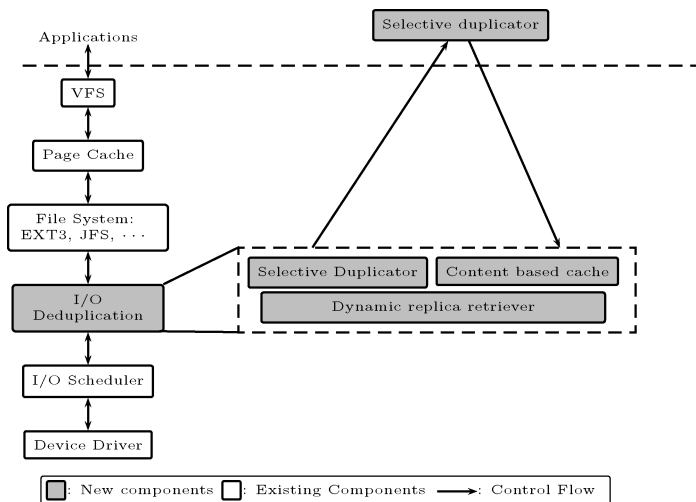 Selective duplicator
Applications
VFS
Page Cache
File System:
EXT3, JFS, ···
I/O
Deduplication
I/O Scheduler
Device Driver
Selective Duplicator
Content based cache
Dynamic replica retriever
: New components : Existing Components : Control Flow